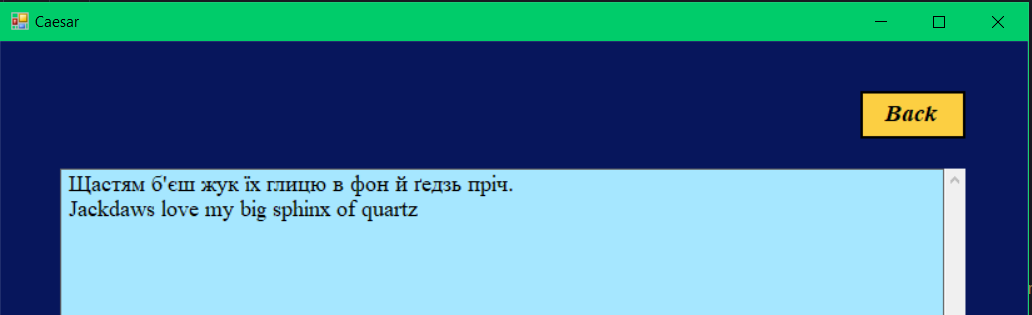 Caesar
Back
Щастям б'єш жук їх глицю в фон й ґедзь пріч.
Jackdaws love my big sphinx of quartz